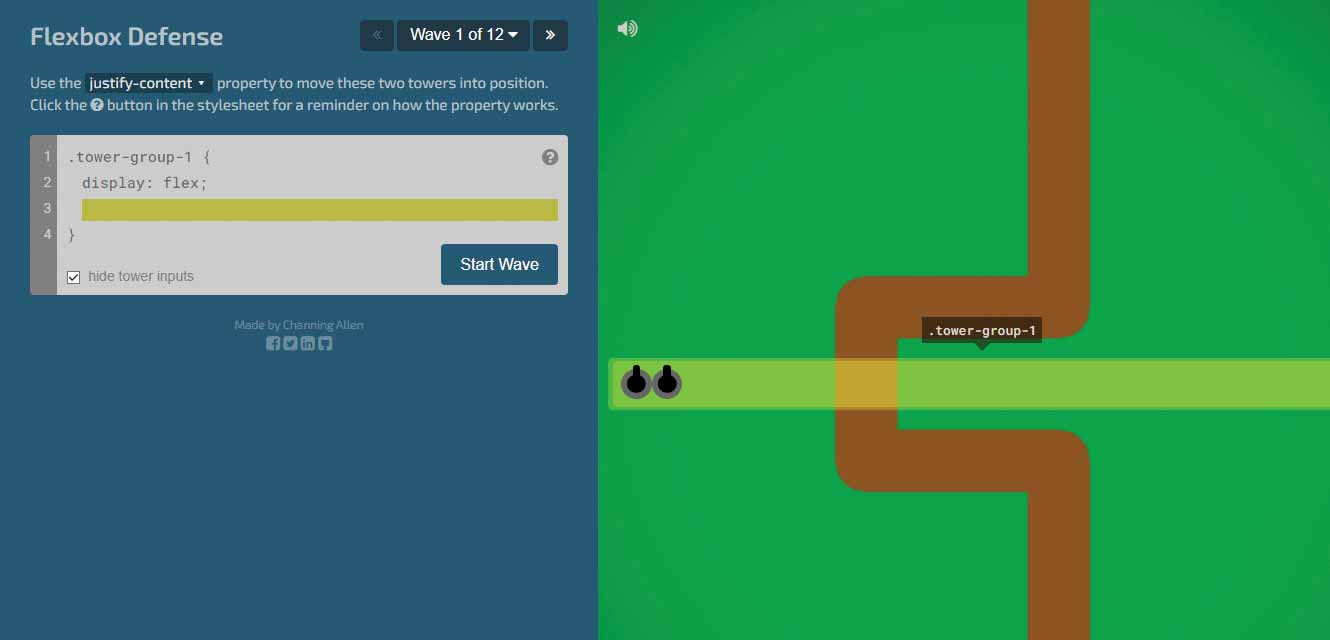 Flexbox Defense
«
Wave 1 of 12
»
Use the justify-content property to move these two towers into position.
Click the ? button in the stylesheet for a reminder on how the property works.
1 .tower-group-1 {
?
2 display: flex;
3
4 }
hide tower inputs
Start Wave
Made by Channing Allen
.tower-group-1